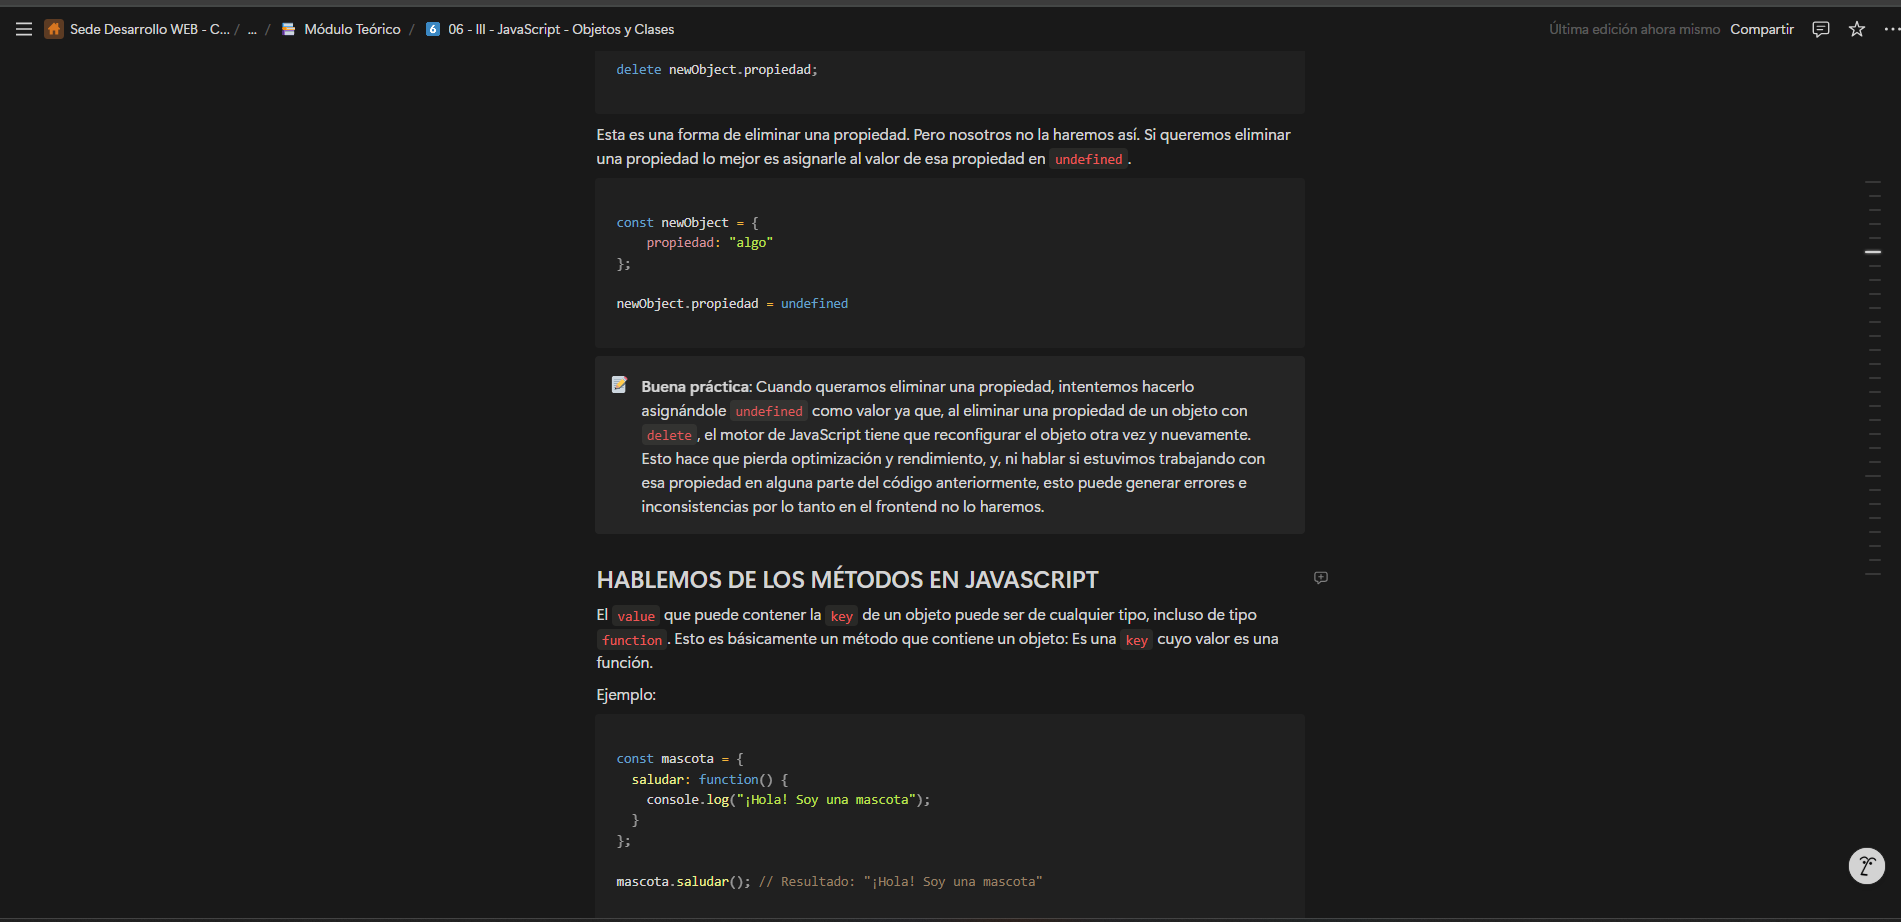 Sede Desarrollo WEB - C... / ... / Módulo Teórico / 6 06 - III - JavaScript - Objetos y Clases
Última edición ahora mismo Compartir
delete newObject.propiedad;
Esta es una forma de eliminar una propiedad. Pero nosotros no la haremos así. Si queremos eliminar
una propiedad lo mejor es asignarle al valor de esa propiedad en undefined.
const newObject = {
    propiedad: "algo"
};
newObject.propiedad = undefined
Buena práctica: Cuando queramos eliminar una propiedad, intentemos hacerlo
asignándole undefined como valor ya que, al eliminar una propiedad de un objeto con
delete, el motor de JavaScript tiene que reconfigurar el objeto otra vez y nuevamente.
Esto hace que pierda optimización y rendimiento, y, ni hablar si estuvimos trabajando con
esa propiedad en alguna parte del código anteriormente, esto puede generar errores e
inconsistencias por lo tanto en el frontend no lo haremos.
HABLEMOS DE LOS MÉTODOS EN JAVASCRIPT
El value que puede contener la key de un objeto puede ser de cualquier tipo, incluso de tipo
function. Esto es básicamente un método que contiene un objeto: Es una key cuyo valor es una
función.
Ejemplo:
const mascota = {
  saludar: function() {
    console.log("¡Hola! Soy una mascota");
  }
};
mascota.saludar(); // Resultado: "¡Hola! Soy una mascota"